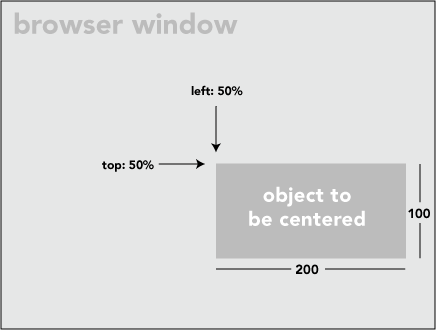 browser window
left: 50%
top: 50%
object to
be centered
100
200